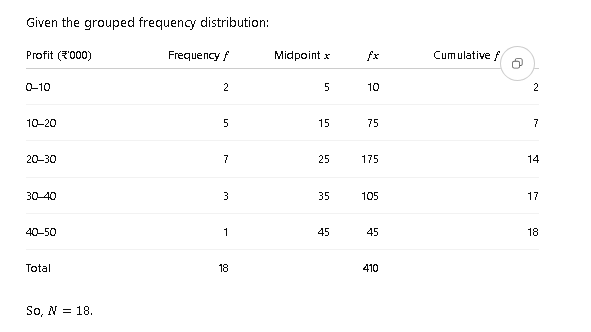 Given the grouped frequency distribution:
Profit (₹'000) Frequency f Midpoint x fx Cumulative f
0–10 2 5 10 2
10–20 5 15 75 7
20–30 7 25 175 14
30–40 3 35 105 17
40–50 1 45 45 18
Total 18 410
So, N = 18.